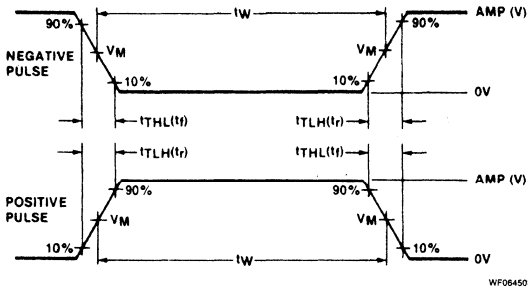 tW
AMP (V)
90%
90%
NEGATIVE
PULSE
VM
VM
10%
10%
0V
tTHL(tf)
tTLH(tr)
tTLH(tr)
tTHL(tf)
AMP (V)
90%
90%
POSITIVE
PULSE
VM
VM
10%
10%
tW
0V
WF06450